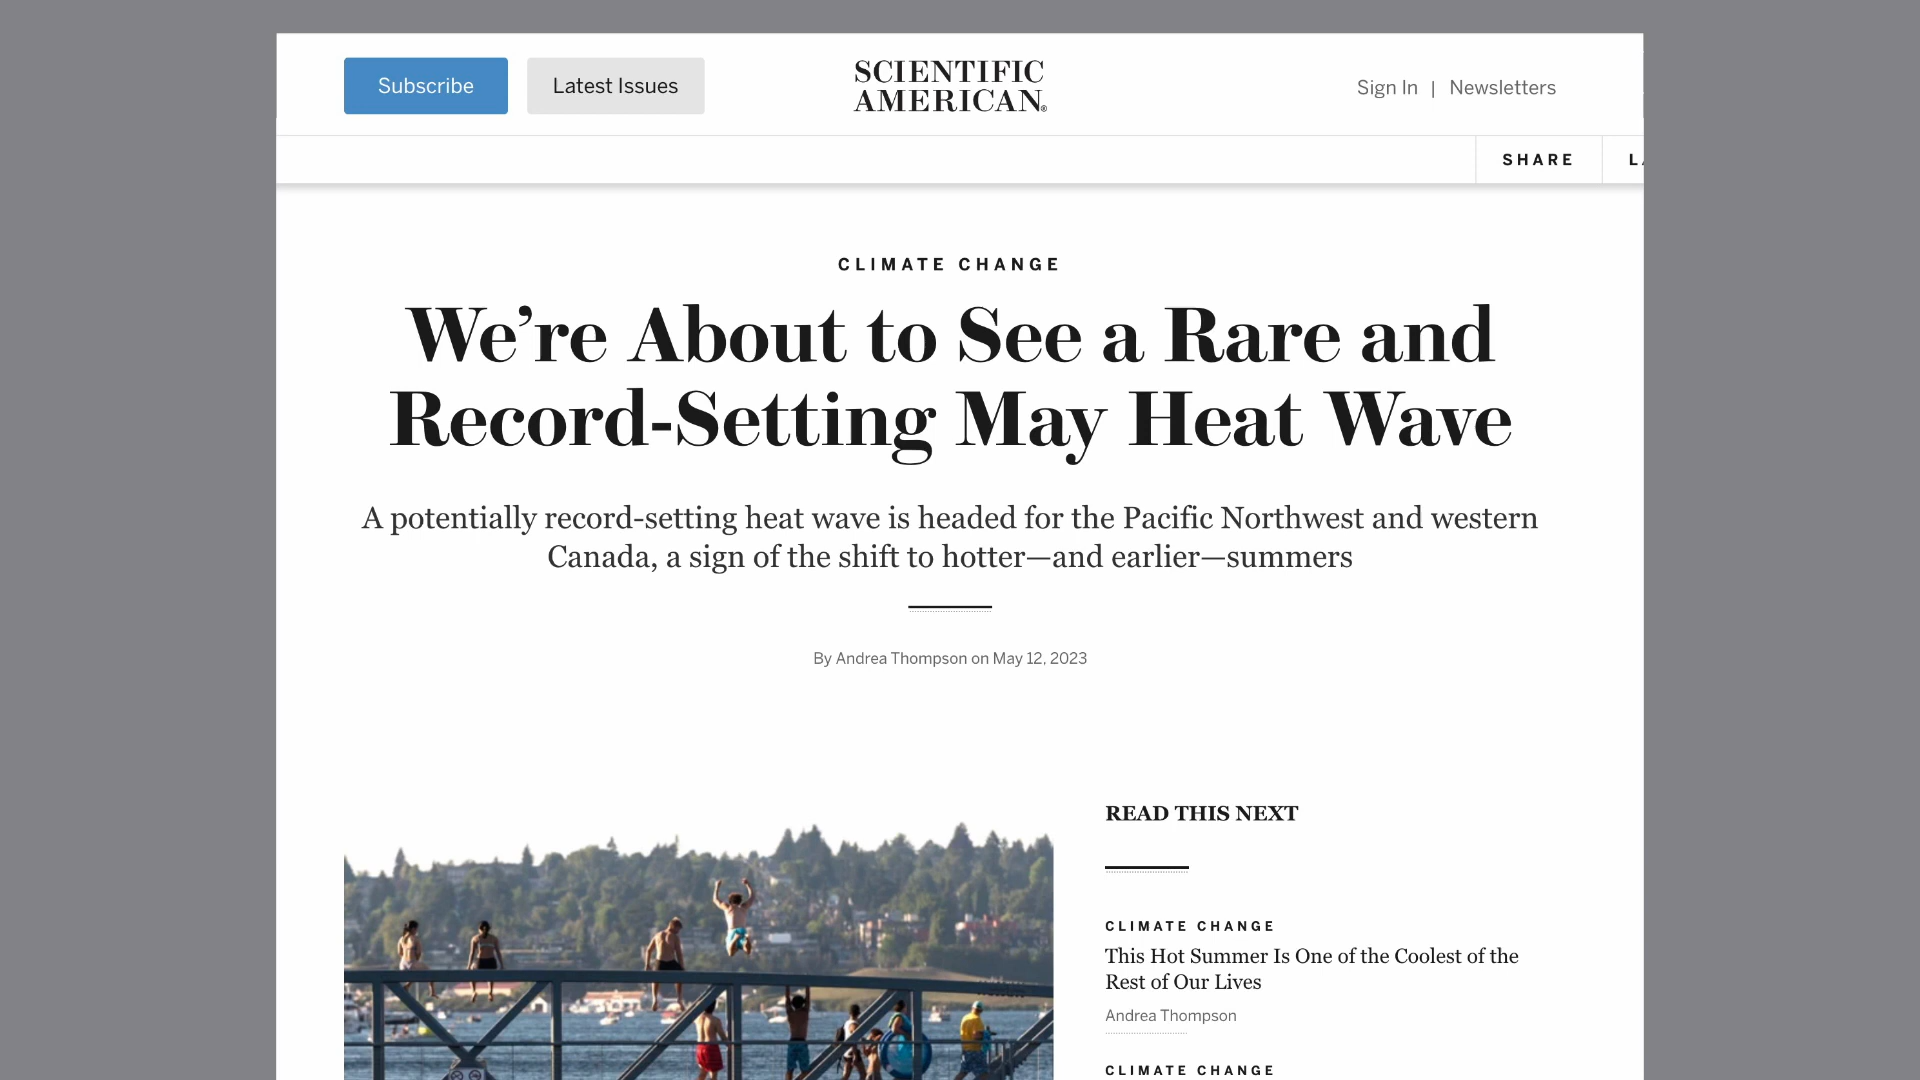 Subscribe
Latest Issues
SCIENTIFIC
AMERICAN®
Sign In | Newsletters
SHARE
CLIMATE CHANGE
We’re About to See a Rare and
Record-Setting May Heat Wave
A potentially record-setting heat wave is headed for the Pacific Northwest and western
Canada, a sign of the shift to hotter—and earlier—summers
By Andrea Thompson on May 12, 2023
READ THIS NEXT
CLIMATE CHANGE
This Hot Summer Is One of the Coolest of the
Rest of Our Lives
Andrea Thompson
CLIMATE CHANGE